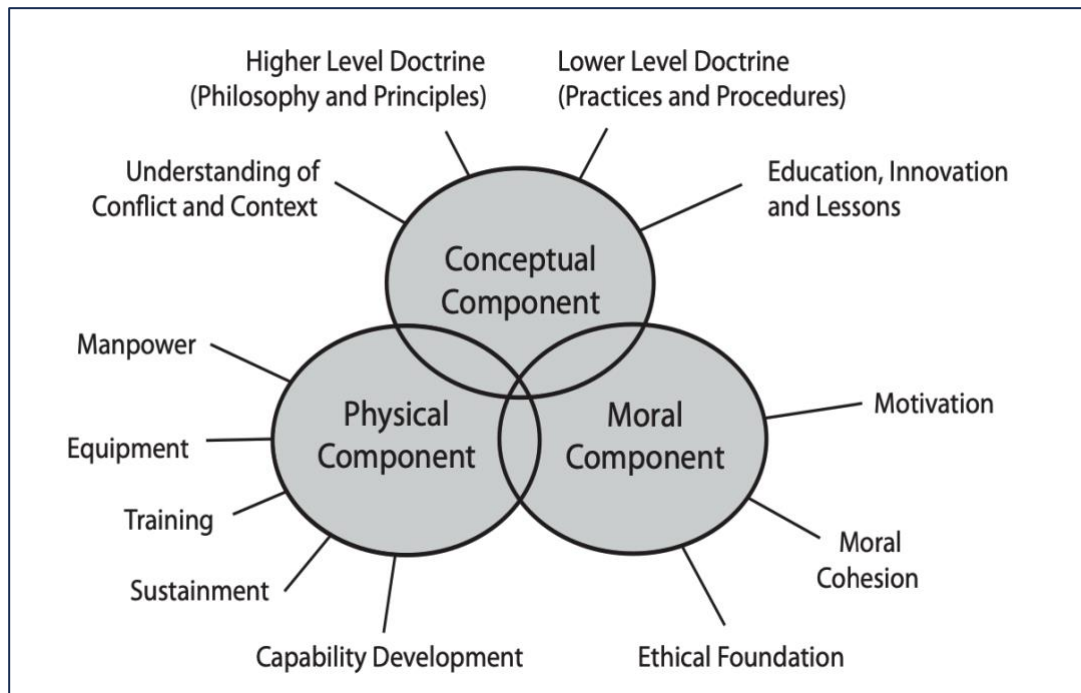 Higher Level Doctrine
(Philosophy and Principles)
Lower Level Doctrine
(Practices and Procedures)
Understanding of
Conflict and Context
Education, Innovation
and Lessons
Conceptual
Component
Manpower
Equipment
Training
Sustainment
Capability Development
Physical
Component
Moral
Component
Motivation
Moral
Cohesion
Ethical Foundation